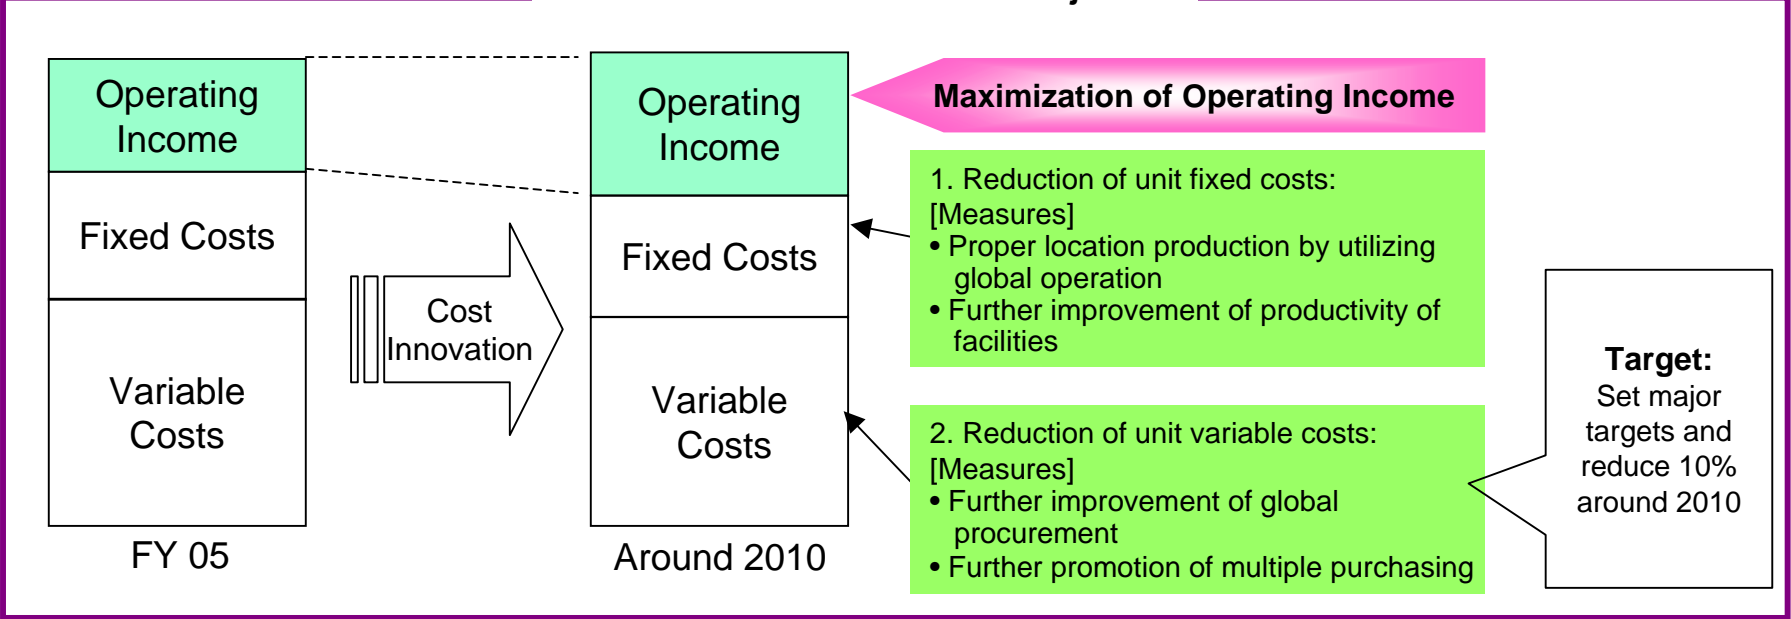 Operating
Income
Fixed Costs
Variable
Costs
FY 05
Cost
Innovation
Operating
Income
Fixed Costs
Variable
Costs
Around 2010
Maximization of Operating Income
1. Reduction of unit fixed costs:
[Measures]
• Proper location production by utilizing
global operation
• Further improvement of productivity of
facilities
2. Reduction of unit variable costs:
[Measures]
• Further improvement of global
procurement
• Further promotion of multiple purchasing
Target:
Set major
targets and
reduce 10%
around 2010